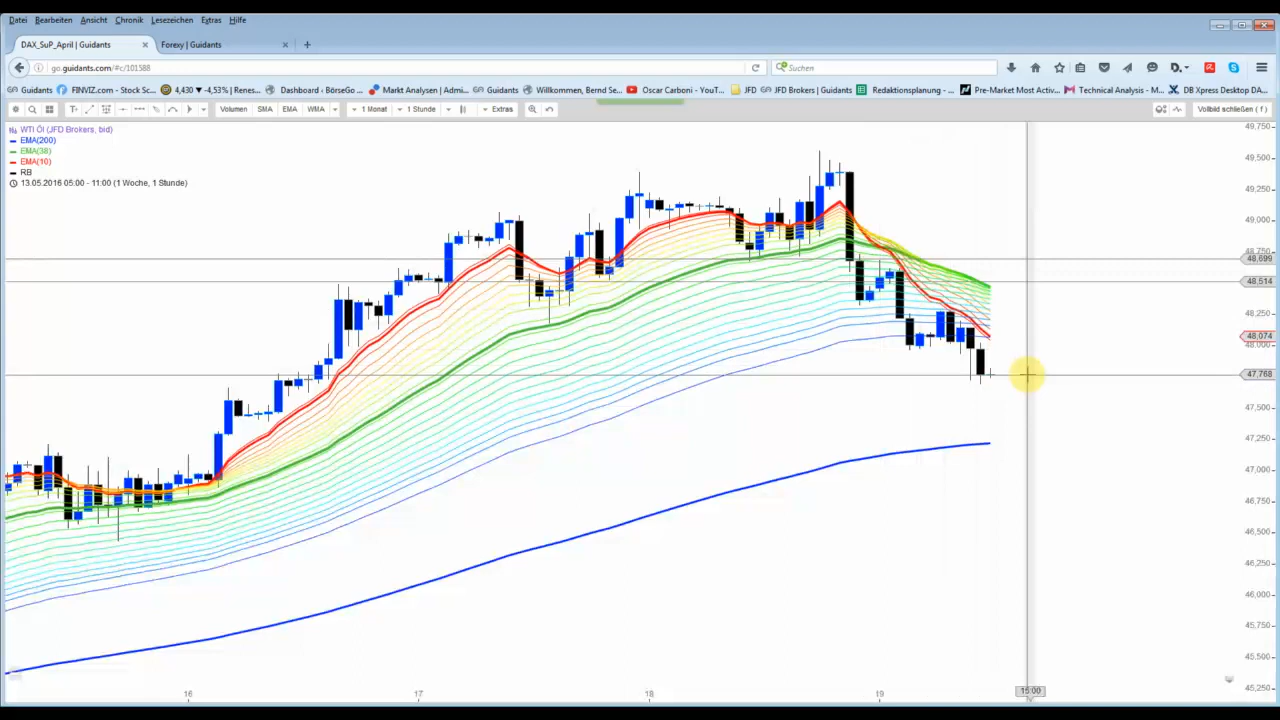 Datei Bearbeiten Ansicht Chronik Lesezeichen Extras Hilfe
DAX_SuP_April | Guidants × Forexy | Guidants × +
go.guidants.com/#c/101588 Suchen
Guidants FINVIZ.com - Stock Sc... 4,430 ▾ -4,53% | Renes... Dashboard - BörseGo ... Markt Analysen | Admi... Guidants Willkommen, Bernd Se... Oscar Carboni - YouT... JFD JFD Brokers | Guidants Redaktionsplanung - ... Pre-Market Most Activ... Technical Analysis - M... DB Xpress Desktop DA...
Volumen SMA EMA WMA 1 Monat 1 Stunde Extras Vollbild schließen ( f )
WTI Öl (JFD Brokers, bid)
EMA(200)
EMA(38)
EMA(10)
RB
13.05.2016 05:00 - 11:00 (1 Woche, 1 Stunde)
49,750
49,500
49,250
49,000
48,750
48,699
48,514
48,250
48,074
48,000
47,768
47,500
47,250
47,000
46,750
46,500
46,250
46,000
45,750
45,500
45,250
16 17 18 19 15:00